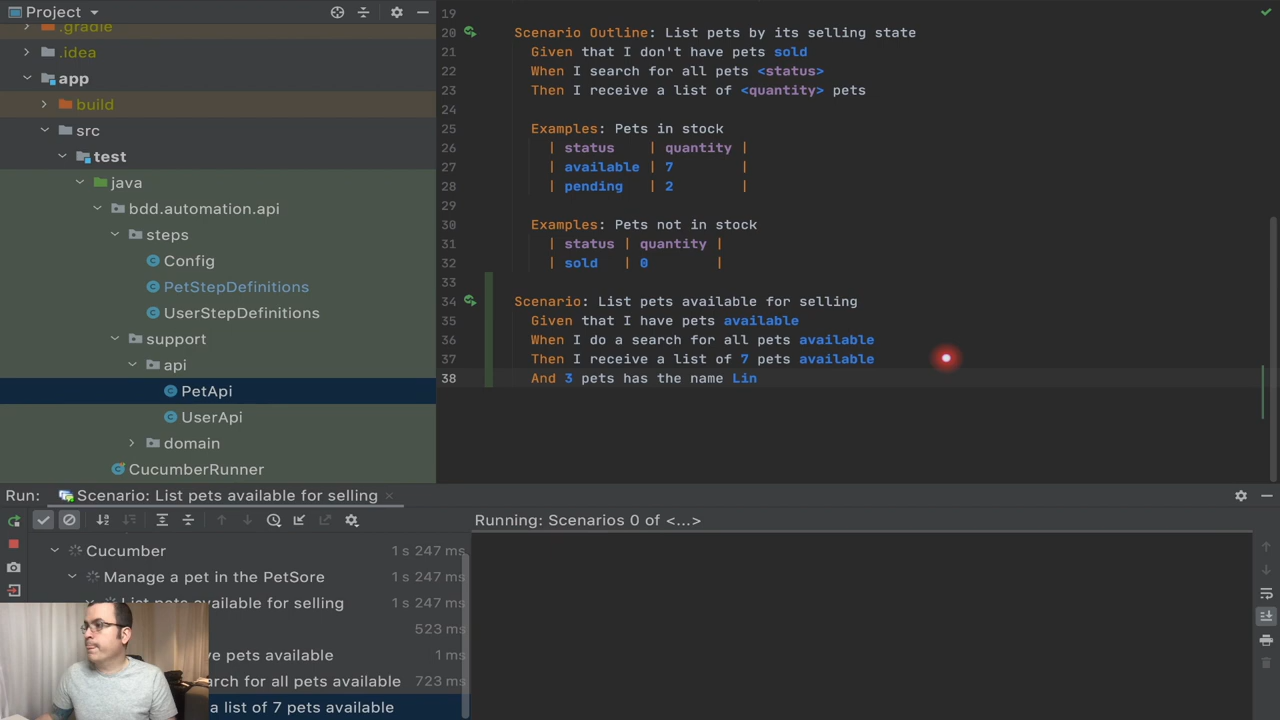 Project
.gradle
.idea
app
build
src
test
java
bdd.automation.api
steps
Config
PetStepDefinitions
UserStepDefinitions
support
api
PetApi
UserApi
domain
CucumberRunner
19
20 Scenario Outline: List pets by its selling state
21 Given that I don't have pets sold
22 When I search for all pets <status>
23 Then I receive a list of <quantity> pets
24
25 Examples: Pets in stock
26 | status | quantity |
27 | available | 7 |
28 | pending | 2 |
29
30 Examples: Pets not in stock
31 | status | quantity |
32 | sold | 0 |
33
34 Scenario: List pets available for selling
35 Given that I have pets available
36 When I do a search for all pets available
37 Then I receive a list of 7 pets available
38 And 3 pets has the name Lin
Run: Scenario: List pets available for selling
Running: Scenarios 0 of <...>
Cucumber 1 s 247 ms
Manage a pet in the PetSore 1 s 247 ms
List pets available for selling 1 s 247 ms
523 ms
ve pets available 1 ms
arch for all pets available 723 ms
a list of 7 pets available